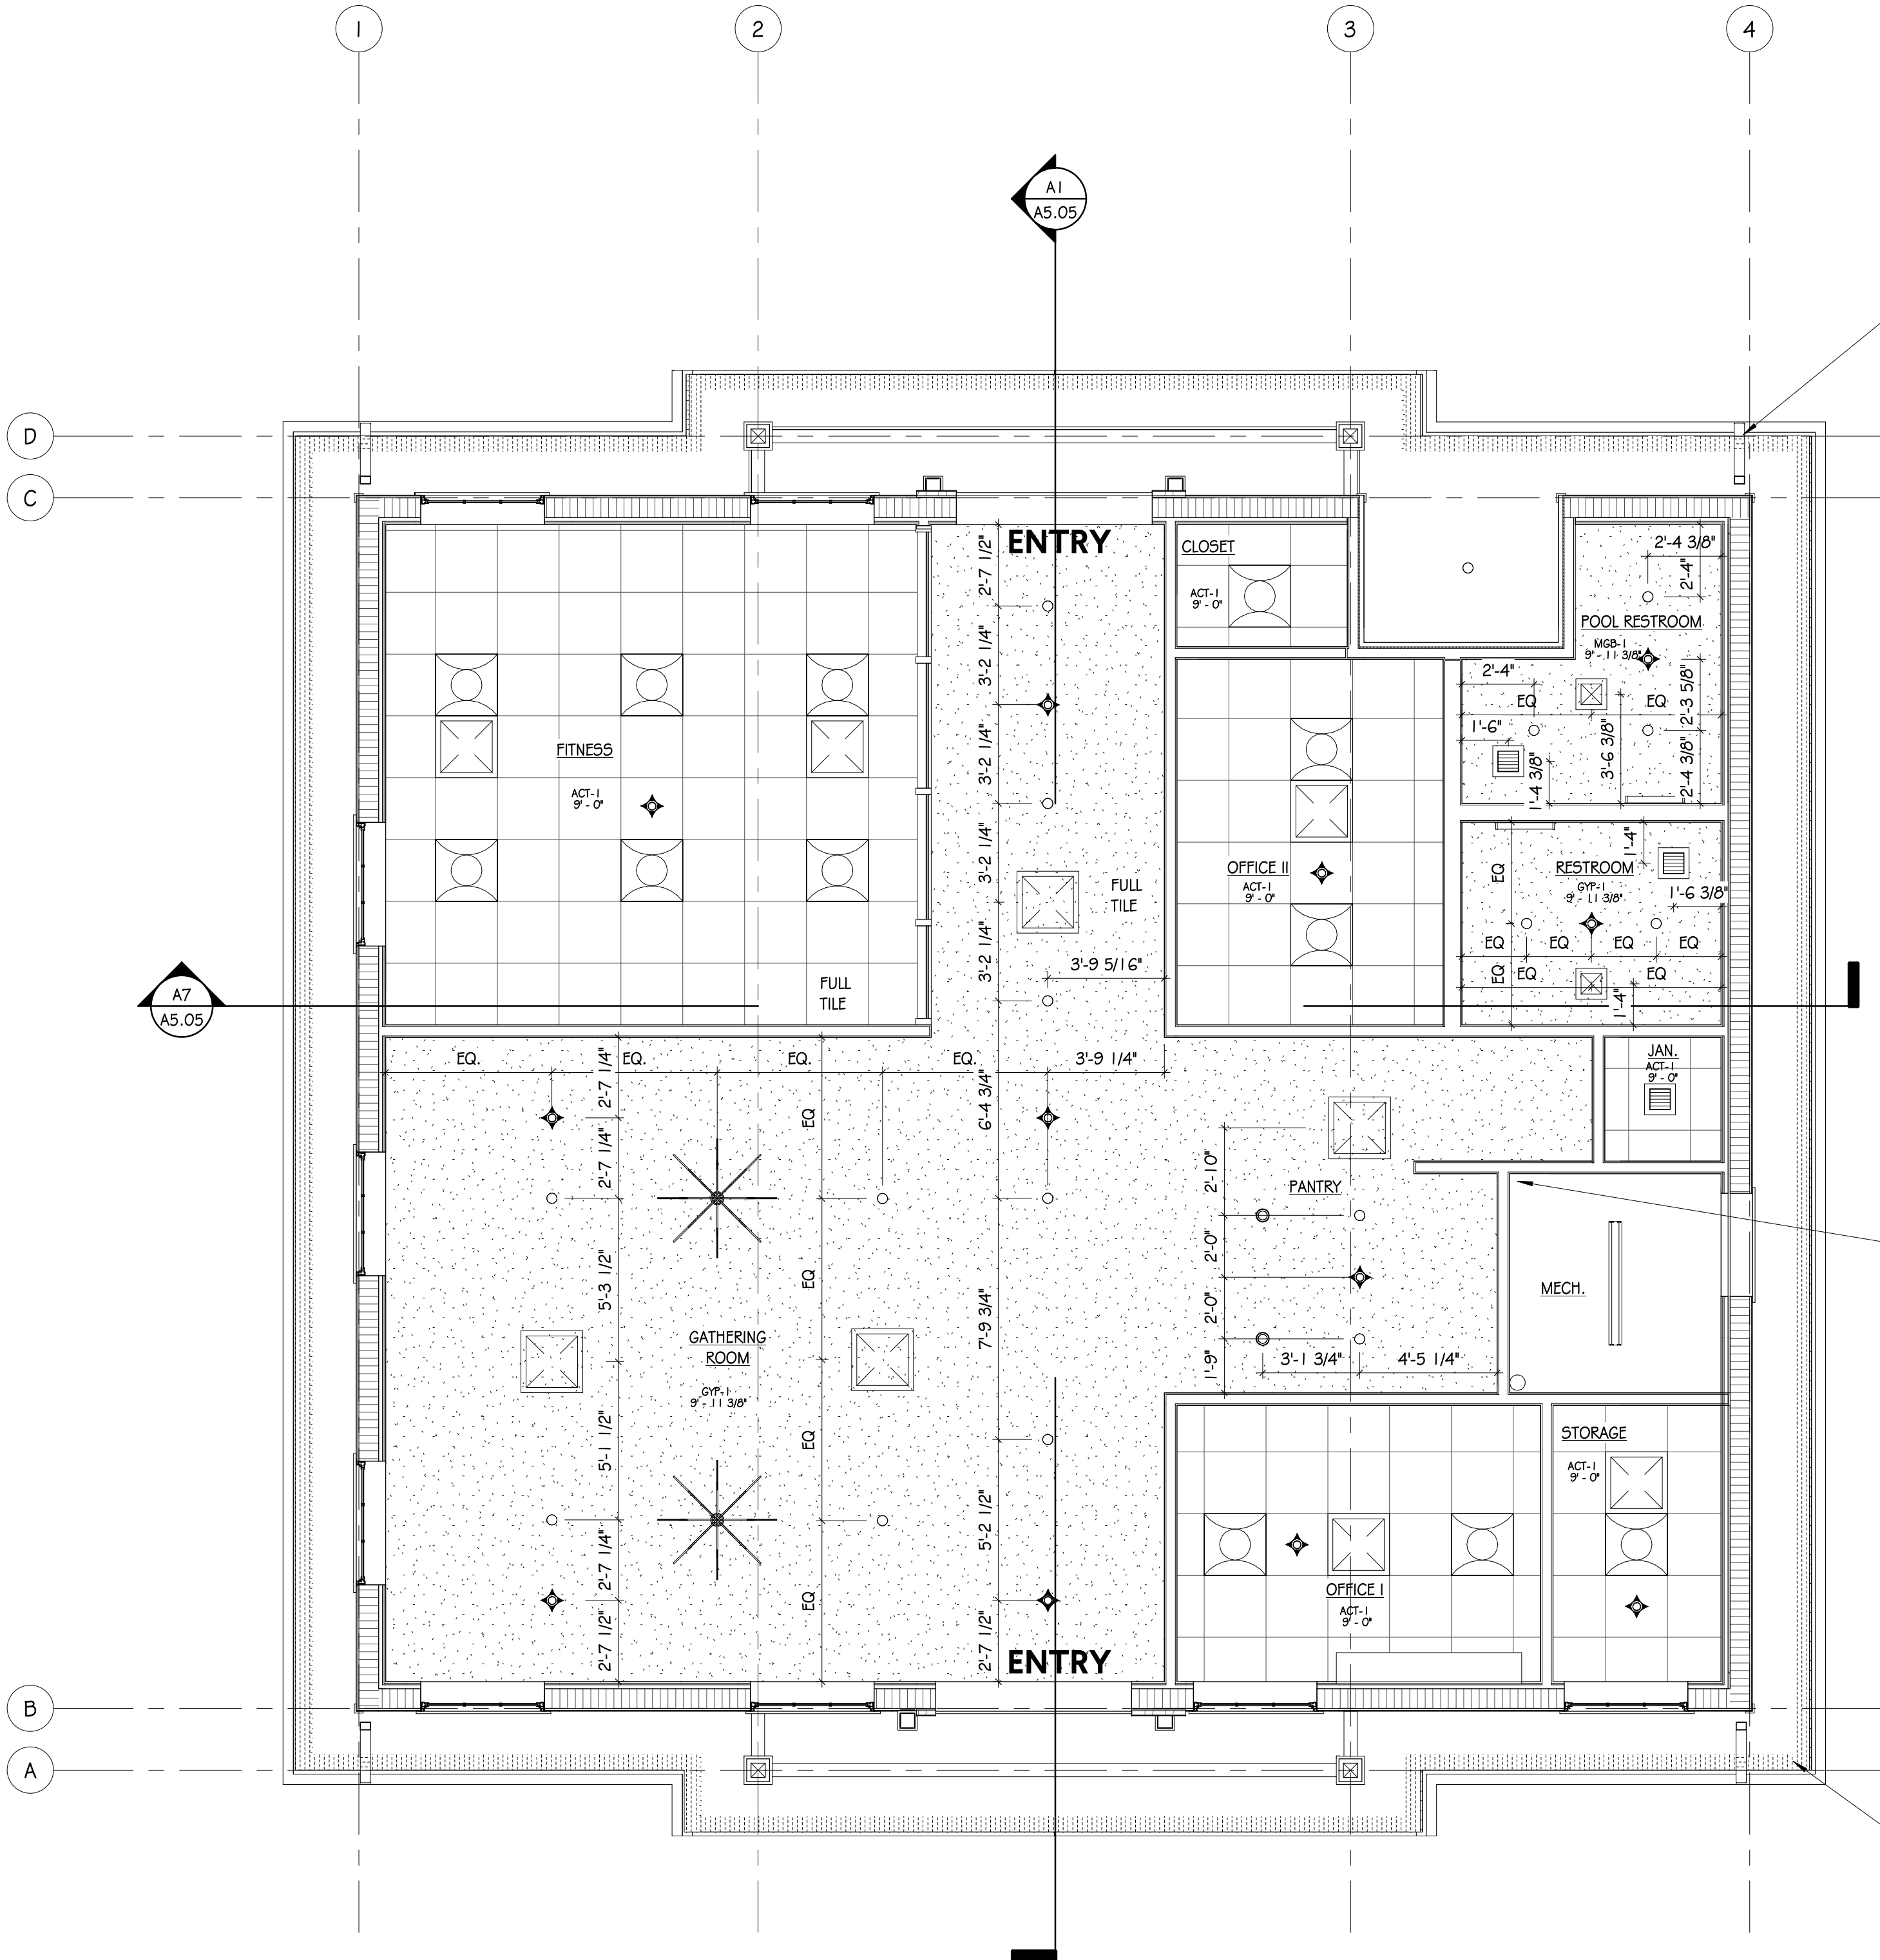 1
2
3
4
A1
A5.05
D
C
ENTRY
2'-7 1/2"
3'-2 1/4"
3'-2 1/4"
3'-2 1/4"
3'-2 1/4"
CLOSET
ACT-1
9' - 0"
2'-4 3/8"
2'-4"
POOL RESTROOM
MGB-1
9' - 11 3/8"
2'-4"
EQ
EQ
2'-3 5/8"
1'-6"
3'-6 3/8"
1'-4 3/8"
2'-4 3/8"
FITNESS
ACT-1
9' - 0"
FULL
TILE
FULL
TILE
OFFICE II
ACT-1
9' - 0"
RESTROOM
GYP-1
9' - 11 3/8"
1'-4"
1'-6 3/8"
EQ
EQ
EQ
EQ
EQ
EQ
EQ
EQ
1'-4"
3'-9 5/16"
A7
A5.05
EQ.
EQ.
EQ.
EQ.
3'-9 1/4"
JAN.
ACT-1
9' - 0"
2'-7 1/4"
2'-7 1/4"
5'-3 1/2"
5'-1 1/2"
2'-7 1/4"
2'-7 1/2"
EQ
EQ
EQ
EQ
6'-4 3/4"
7'-9 3/4"
5'-2 1/2"
2'-7 1/2"
PANTRY
2'-10"
2'-0"
2'-0"
1'-9"
3'-1 3/4"
4'-5 1/4"
MECH.
GATHERING
ROOM
GYP-1
9' - 11 3/8"
STORAGE
ACT-1
9' - 0"
OFFICE I
ACT-1
9' - 0"
ENTRY
B
A